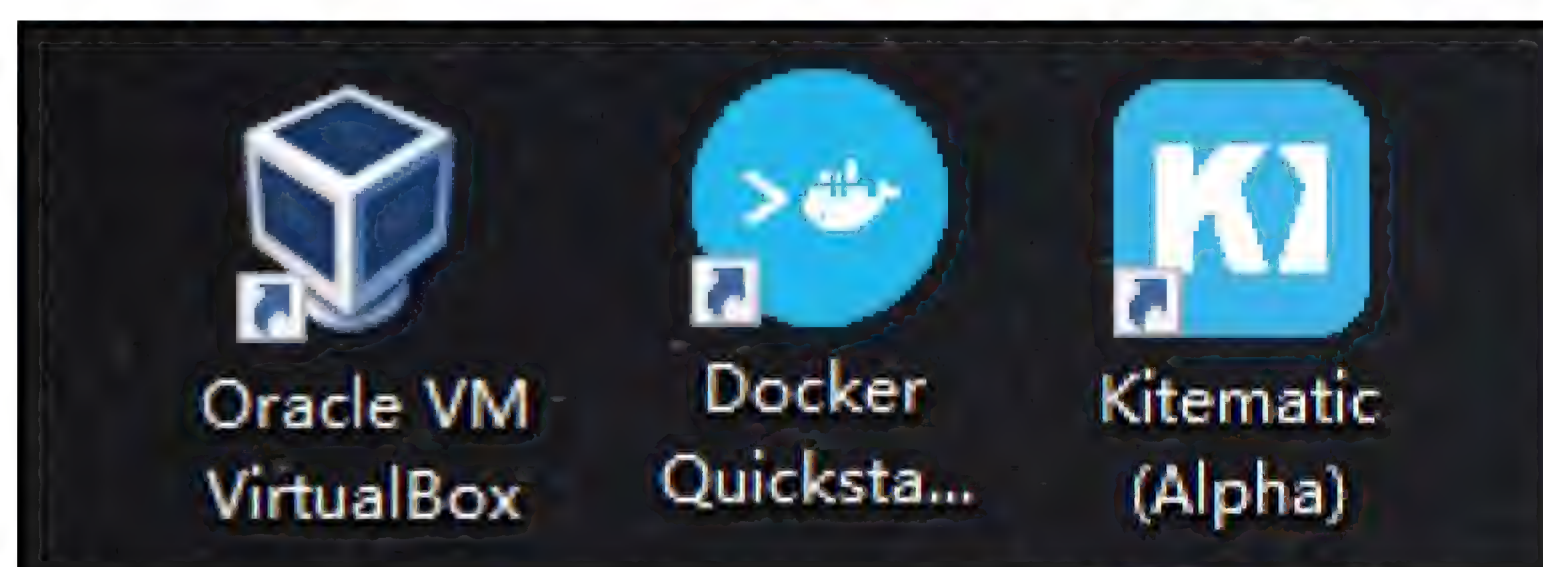 Oracle VM
VirtualBox
Docker
Quicksta...
Kitematic
(Alpha)